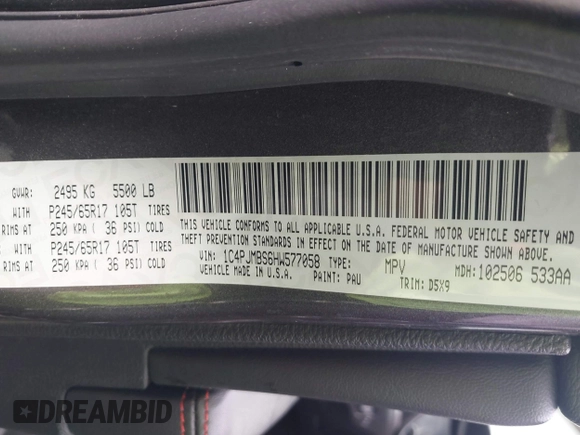 GVWR: 2495 KG 5500 LB
WITH P245/65R17 105T TIRES
RIMS AT 250 KPA ( 36 PSI) COLD
WITH P245/65R17 105T TIRES
RIMS AT 250 KPA ( 36 PSI) COLD
THIS VEHICLE CONFORMS TO ALL APPLICABLE U.S.A. FEDERAL MOTOR VEHICLE SAFETY AND
THEFT PREVENTION STANDARDS IN EFFECT ON THE DATE OF MANUFACTURE SHOWN ABOVE.
VIN: 1C4PJMBS6HW577058 TYPE: MPV MDH: 102506 533AA
VEHICLE MADE IN U.S.A. PAINT: PAU TRIM: D5X9
DREAMBID